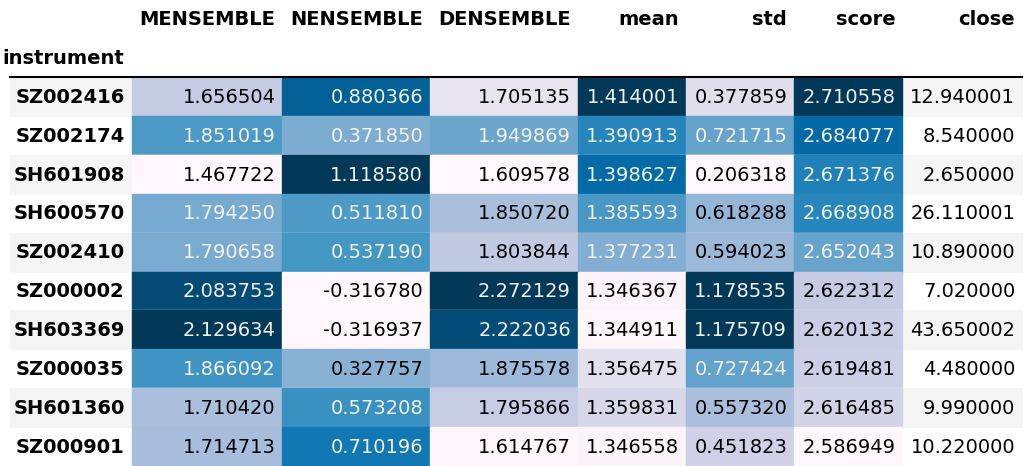 MENSEMBLE NENSEMBLE DENSEMBLE mean std score close
instrument
SZ002416 1.656504 0.880366 1.705135 1.414001 0.377859 2.710558 12.940001
SZ002174 1.851019 0.371850 1.949869 1.390913 0.721715 2.684077 8.540000
SH601908 1.467722 1.118580 1.609578 1.398627 0.206318 2.671376 2.650000
SH600570 1.794250 0.511810 1.850720 1.385593 0.618288 2.668908 26.110001
SZ002410 1.790658 0.537190 1.803844 1.377231 0.594023 2.652043 10.890000
SZ000002 2.083753 -0.316780 2.272129 1.346367 1.178535 2.622312 7.020000
SH603369 2.129634 -0.316937 2.222036 1.344911 1.175709 2.620132 43.650002
SZ000035 1.866092 0.327757 1.875578 1.356475 0.727424 2.619481 4.480000
SH601360 1.710420 0.573208 1.795866 1.359831 0.557320 2.616485 9.990000
SZ000901 1.714713 0.710196 1.614767 1.346558 0.451823 2.586949 10.220000